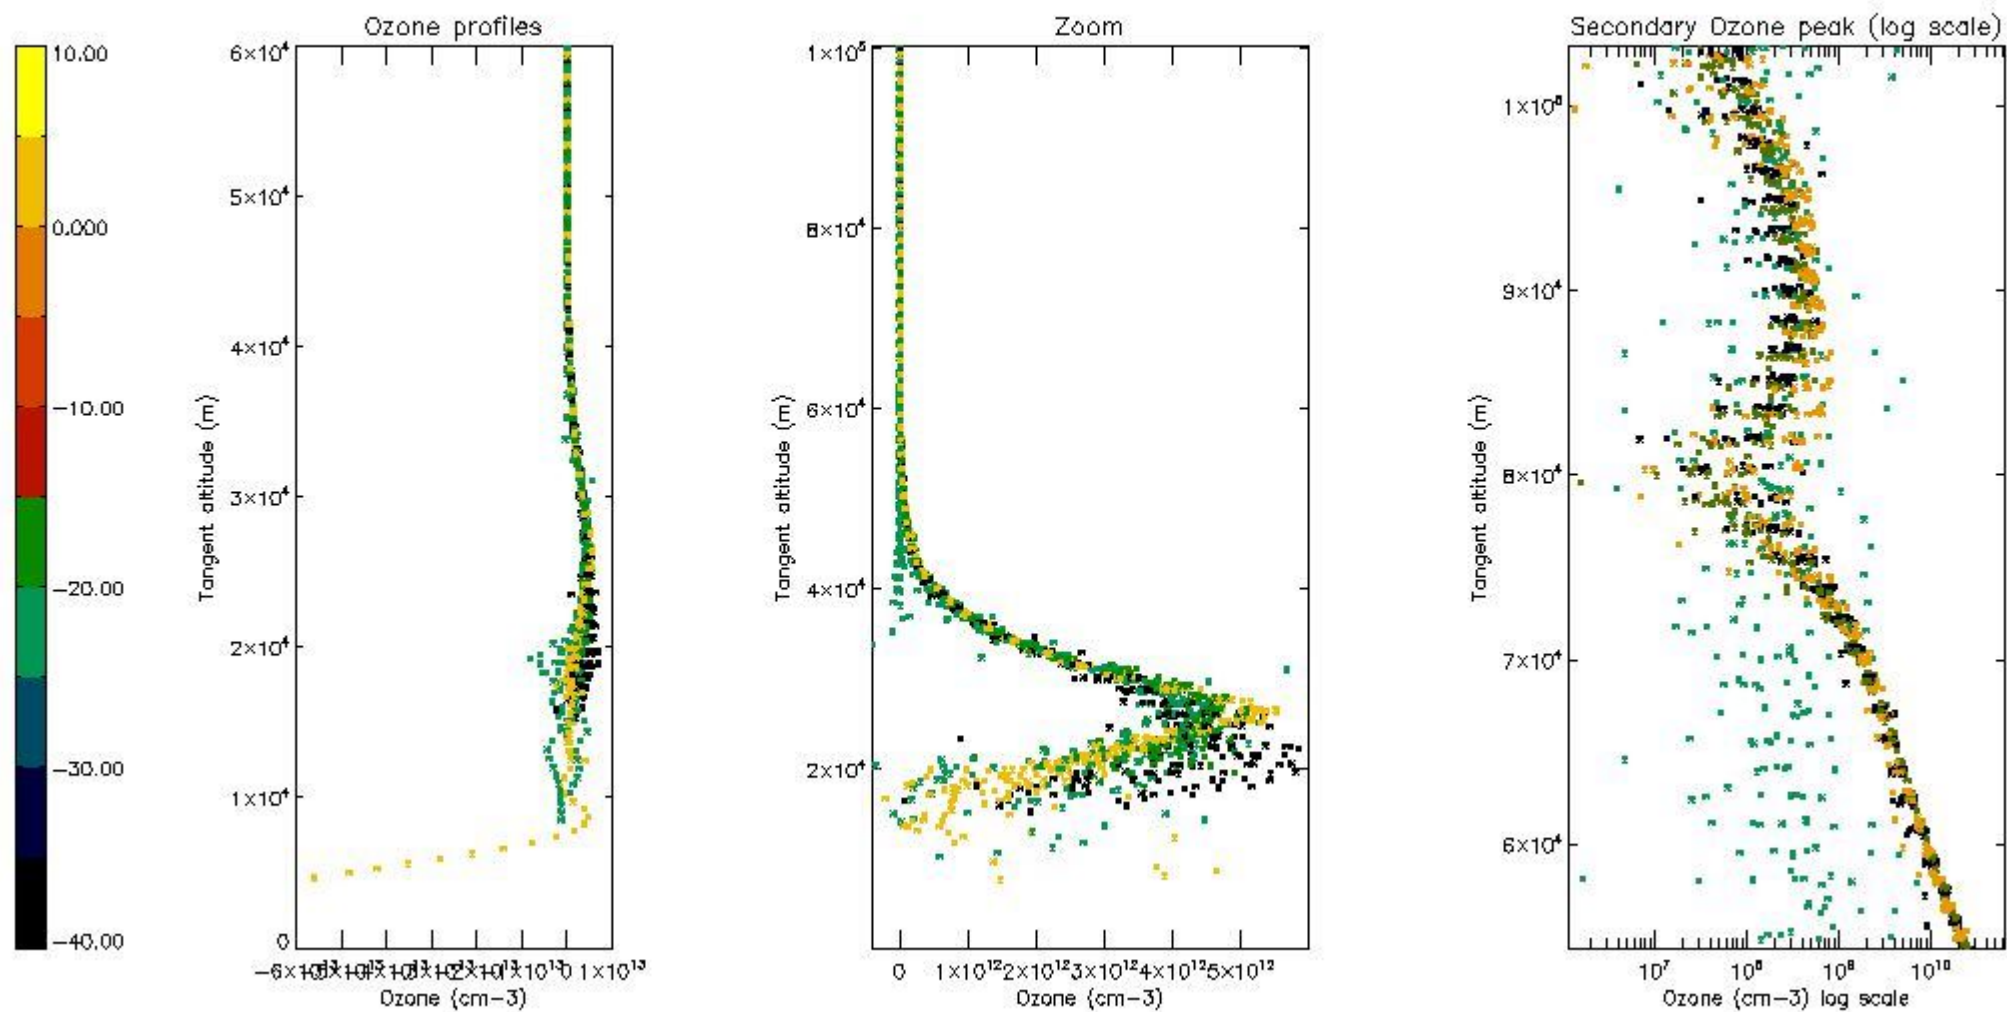 Ozone profiles
Zoom
Secondary Ozone peak (log scale)
10.00
0.000
-10.00
-20.00
-30.00
-40.00
6×10⁴
5×10⁴
4×10⁴
3×10⁴
2×10⁴
1×10⁴
0
Tangent altitude (m)
0 1×10¹³
Ozone (cm-3)
1×10⁵
8×10⁴
6×10⁴
4×10⁴
2×10⁴
Tangent altitude (m)
0 1×10¹² 2×10¹² 3×10¹² 4×10¹² 5×10¹²
Ozone (cm-3)
9×10⁴
8×10⁴
7×10⁴
6×10⁴
Tangent altitude (m)
10⁷ 10⁸ 10⁹ 10¹⁰
Ozone (cm-3) log scale